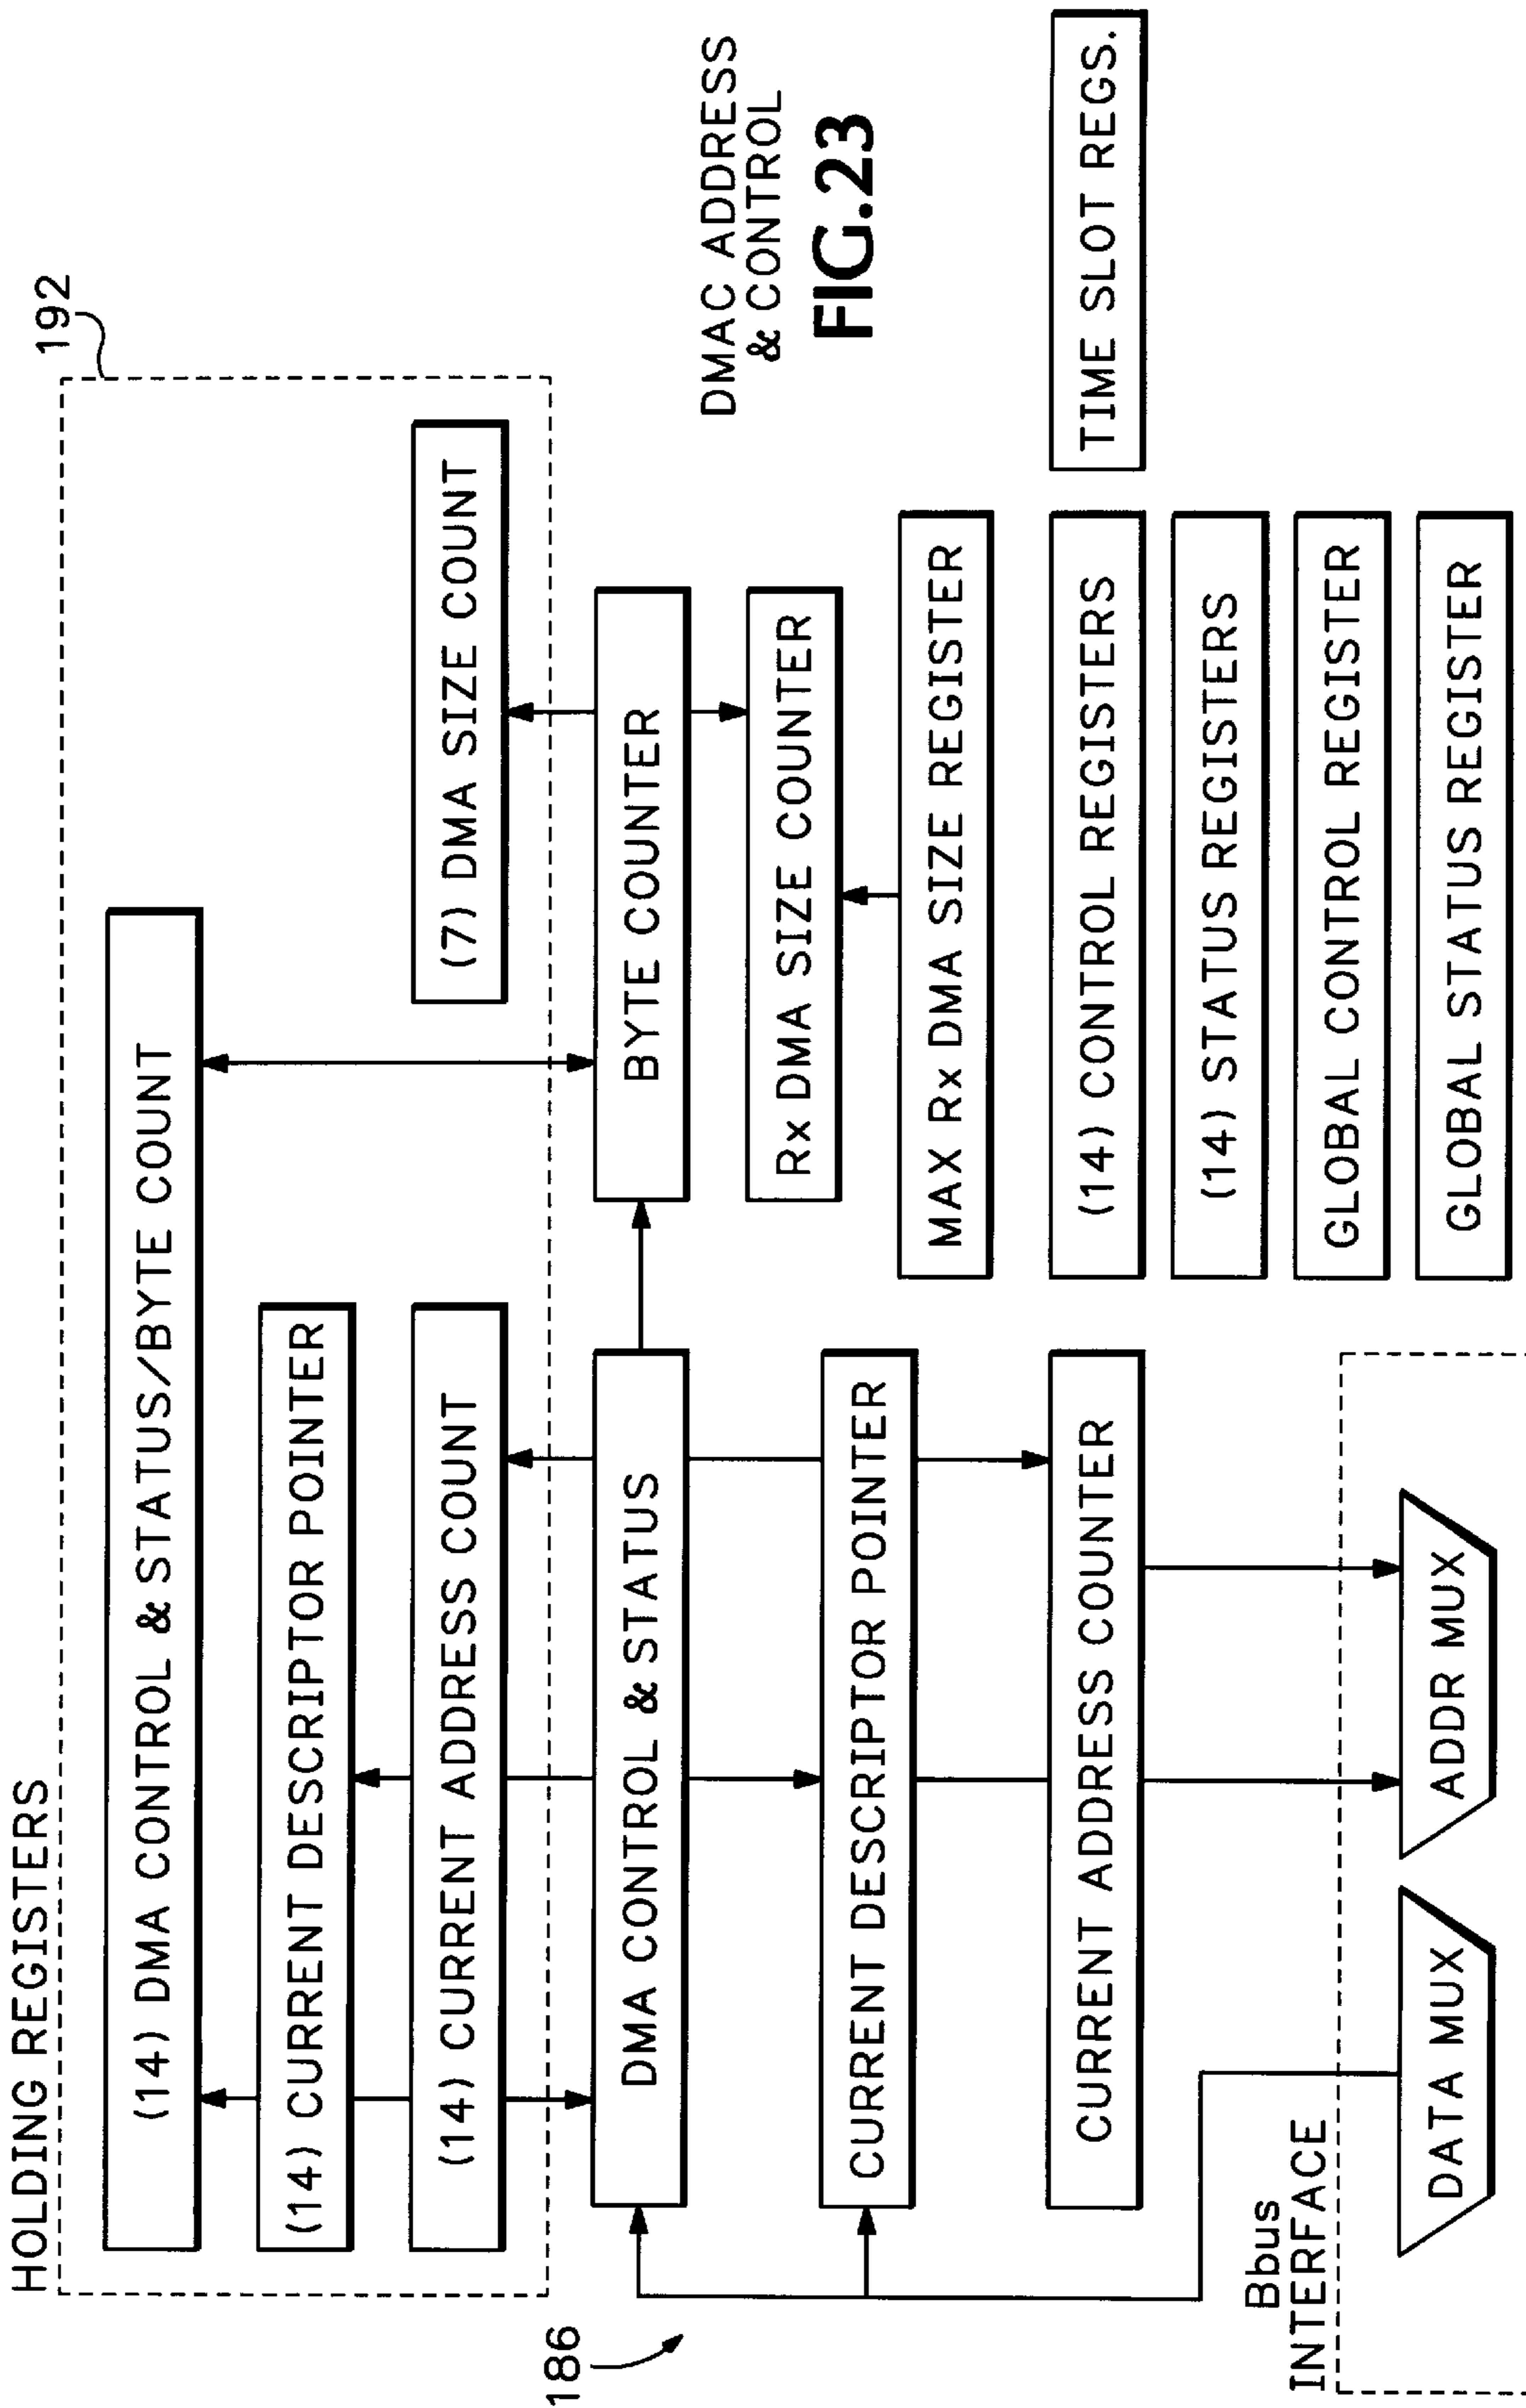 HOLDING REGISTERS
192
(14) DMA CONTROL & STATUS/BYTE COUNT
(14) CURRENT DESCRIPTOR POINTER
(14) CURRENT ADDRESS COUNT
(7) DMA SIZE COUNT
186
DMA CONTROL & STATUS
BYTE COUNTER
CURRENT DESCRIPTOR POINTER
Rx DMA SIZE COUNTER
CURRENT ADDRESS COUNTER
MAX Rx DMA SIZE REGISTER
(14) CONTROL REGISTERS
TIME SLOT REGS.
(14) STATUS REGISTERS
GLOBAL CONTROL REGISTER
GLOBAL STATUS REGISTER
Bbus
INTERFACE
DATA MUX
ADDR MUX
DMAC ADDRESS
& CONTROL
FIG.23